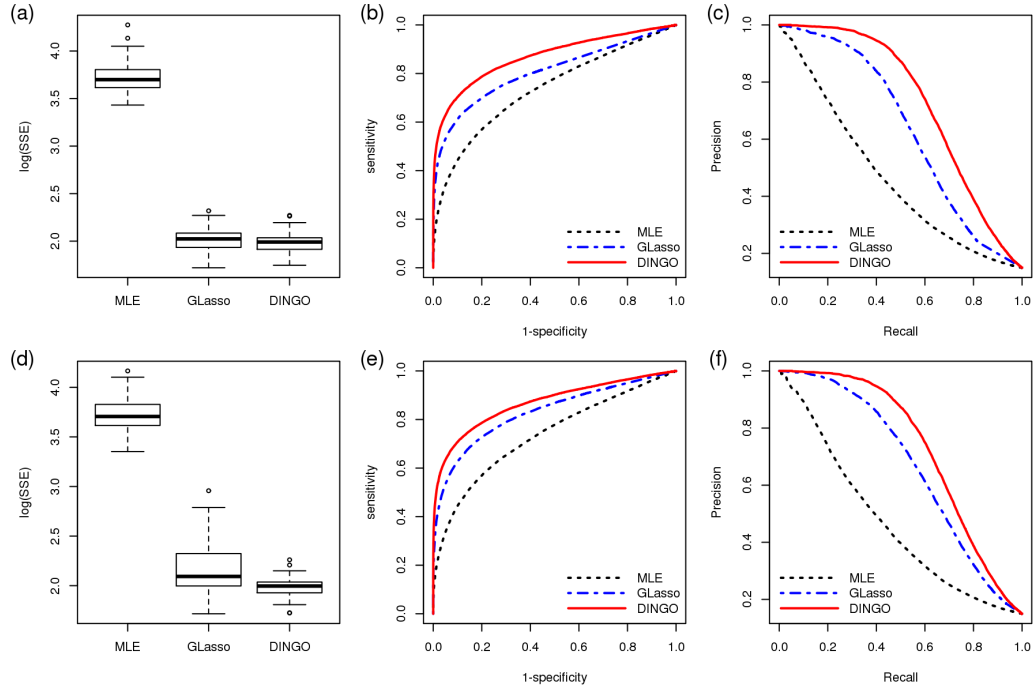 (a)
log(SSE)
4.0
3.5
3.0
2.5
2.0
MLE GLasso DINGO
(b)
sensitivity
1.0
0.8
0.6
0.4
0.2
0.0
MLE
GLasso
DINGO
0.0 0.2 0.4 0.6 0.8 1.0
1-specificity
(c)
Precision
1.0
0.8
0.6
0.4
0.2
MLE
GLasso
DINGO
0.0 0.2 0.4 0.6 0.8 1.0
Recall
(d)
log(SSE)
4.0
3.5
3.0
2.5
2.0
MLE GLasso DINGO
(e)
sensitivity
1.0
0.8
0.6
0.4
0.2
0.0
MLE
GLasso
DINGO
0.0 0.2 0.4 0.6 0.8 1.0
1-specificity
(f)
Precision
1.0
0.8
0.6
0.4
0.2
MLE
GLasso
DINGO
0.0 0.2 0.4 0.6 0.8 1.0
Recall